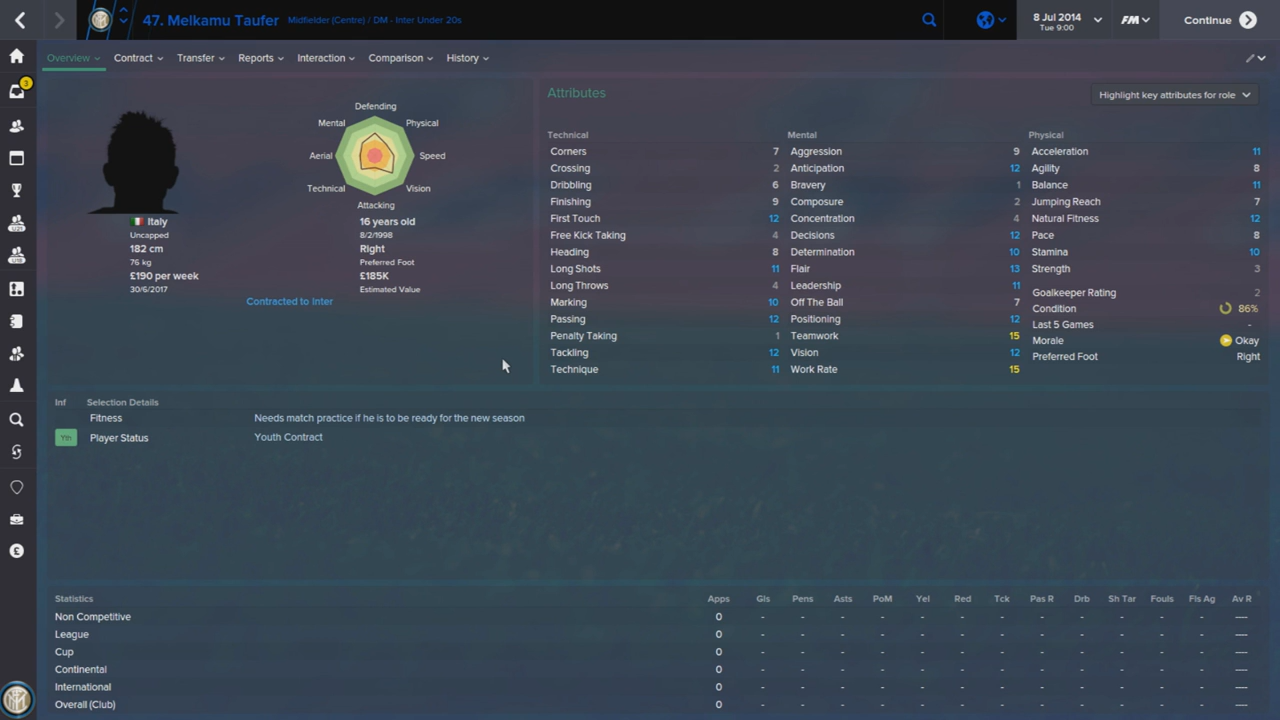 47. Melkamu Taufer Midfielder (Centre) / DM - Inter Under 20s
8 Jul 2014
Tue 9:00
FM
Continue
Overview Contract Transfer Reports Interaction Comparison History
3
U21
U18
Defending
Mental Physical
Aerial Speed
Technical Vision
Attacking
Italy
Uncapped
182 cm
76 kg
£190 per week
30/6/2017
16 years old
8/2/1998
Right
Preferred Foot
£185K
Estimated Value
Contracted to Inter
Attributes
Highlight key attributes for role
Technical
Corners 7
Crossing 2
Dribbling 6
Finishing 9
First Touch 12
Free Kick Taking 4
Heading 8
Long Shots 11
Long Throws 4
Marking 10
Passing 12
Penalty Taking 1
Tackling 12
Technique 11
Mental
Aggression 9
Anticipation 12
Bravery 1
Composure 2
Concentration 4
Decisions 12
Determination 10
Flair 13
Leadership 11
Off The Ball 7
Positioning 12
Teamwork 15
Vision 12
Work Rate 15
Physical
Acceleration 11
Agility 8
Balance 11
Jumping Reach 7
Natural Fitness 12
Pace 8
Stamina 10
Strength 3
Goalkeeper Rating 2
Condition 86%
Last 5 Games -
Morale Okay
Preferred Foot Right
Inf Selection Details
Fitness Needs match practice if he is to be ready for the new season
Yth Player Status Youth Contract
Statistics Apps Gls Pens Asts PoM Yel Red Tck Pas R Drb Sh Tar Fouls Fls Ag Av R
Non Competitive 0 - - - - - - - - - - - - ----
League 0 - - - - - - - - - - - - ----
Cup 0 - - - - - - - - - - - - ----
Continental 0 - - - - - - - - - - - - ----
International 0 - - - - - - - - - - - - ----
Overall (Club) 0 - - - - - - - - - - - - ----